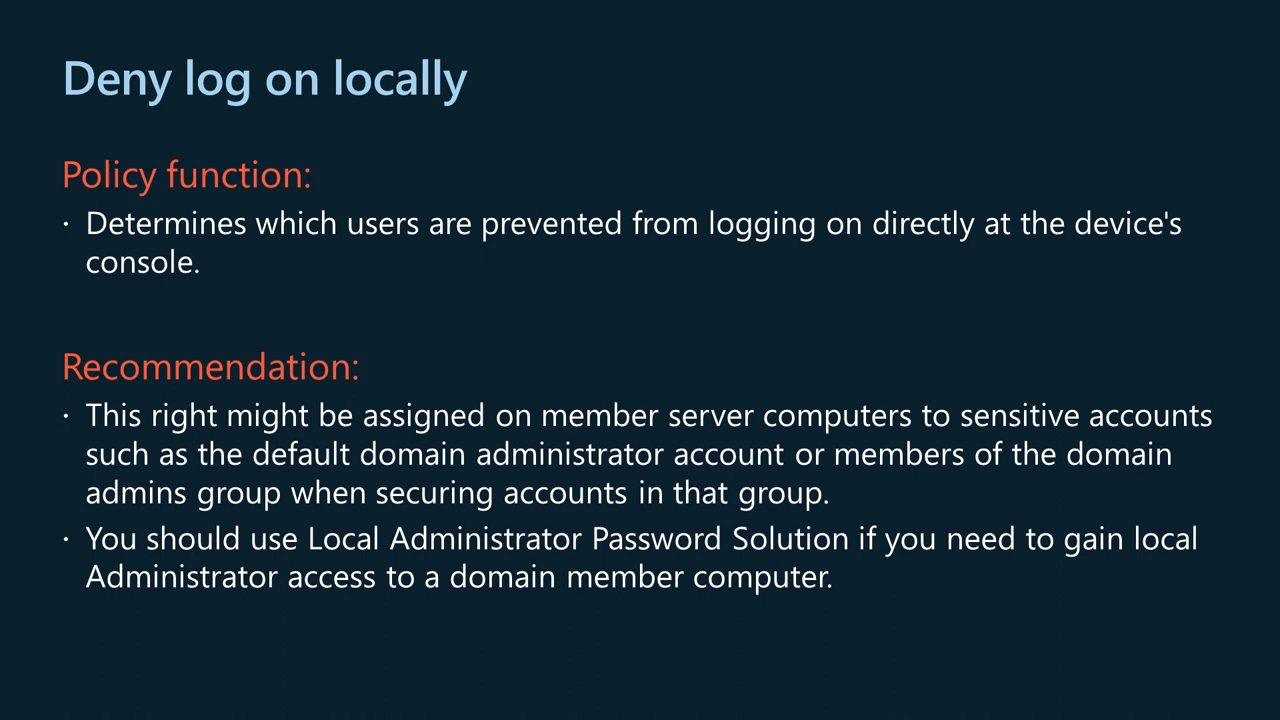 Deny log on locally
Policy function:
· Determines which users are prevented from logging on directly at the device's
console.
Recommendation:
· This right might be assigned on member server computers to sensitive accounts
such as the default domain administrator account or members of the domain
admins group when securing accounts in that group.
· You should use Local Administrator Password Solution if you need to gain local
Administrator access to a domain member computer.